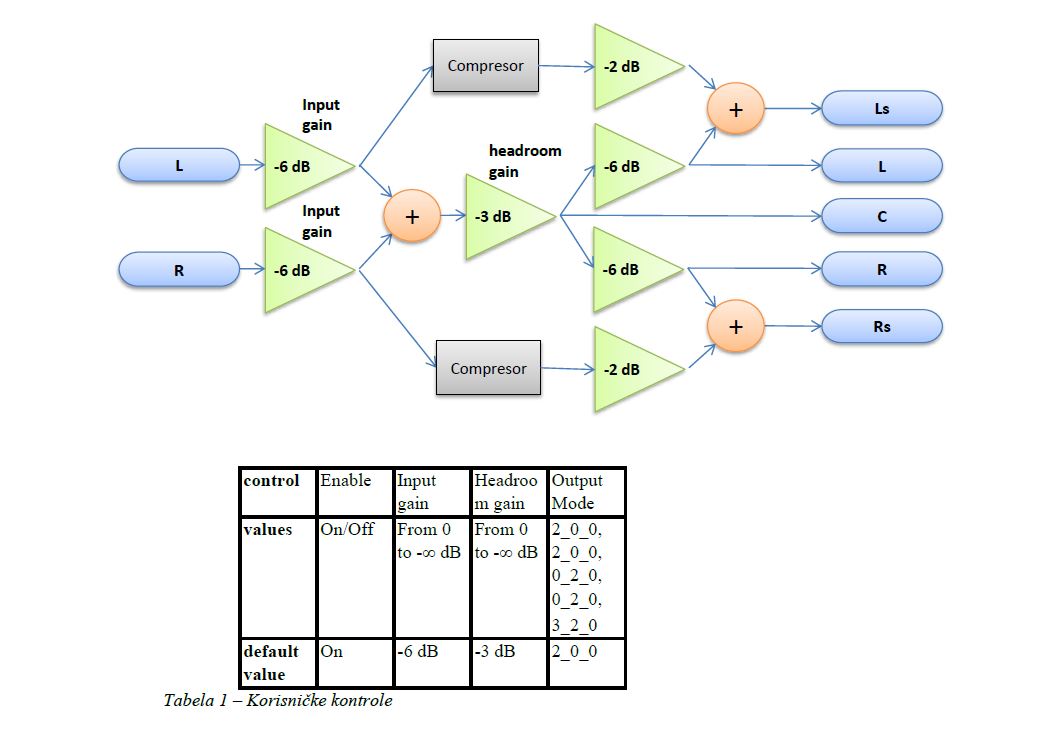 Compresor
-2 dB
+
Ls
Input
gain
L
-6 dB
headroom
gain
-6 dB
L
+
-3 dB
C
Input
gain
R
-6 dB
-6 dB
R
+
Rs
Compresor
-2 dB
control Enable Input Headroo Output
gain m gain Mode
values On/Off From 0 From 0 2_0_0,
to -∞ dB to -∞ dB 2_0_0,
0_2_0,
0_2_0,
3_2_0
default On -6 dB -3 dB 2_0_0
value
Tabela 1 – Korisničke kontrole